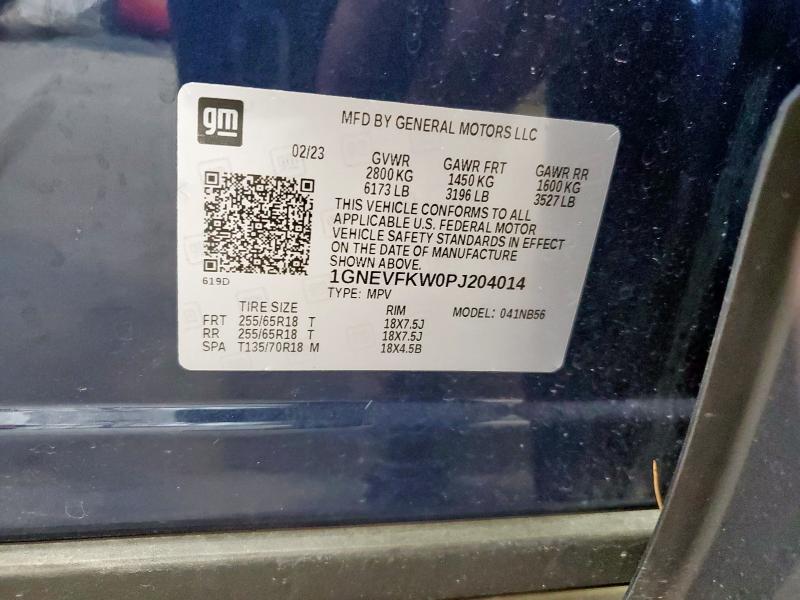 gm
MFD BY GENERAL MOTORS LLC
02/23
GVWR GAWR FRT GAWR RR
2800 KG 1450 KG 1600 KG
6173 LB 3196 LB 3527 LB
THIS VEHICLE CONFORMS TO ALL
APPLICABLE U.S. FEDERAL MOTOR
VEHICLE SAFETY STANDARDS IN EFFECT
ON THE DATE OF MANUFACTURE
SHOWN ABOVE.
619D
1GNEVFKW0PJ204014
TYPE: MPV
TIRE SIZE RIM MODEL: 041NB56
FRT 255/65R18 T 18X7.5J
RR 255/65R18 T 18X7.5J
SPA T135/70R18 M 18X4.5B